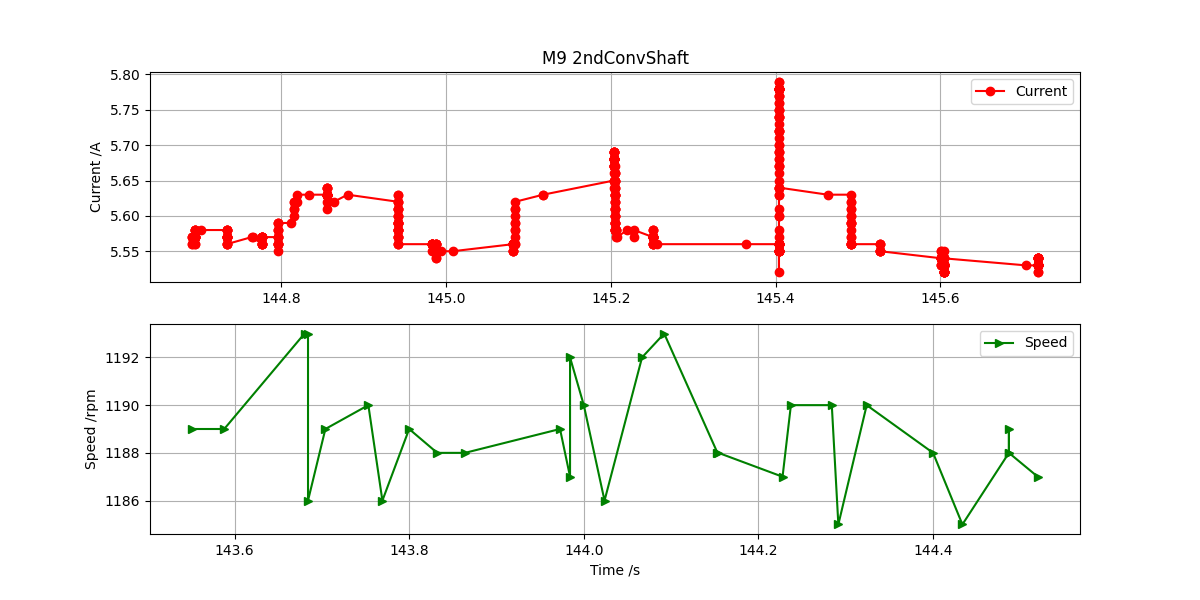 M9 2ndConvShaft
Current /A
5.80
5.75
5.70
5.65
5.60
5.55
Current
144.8 145.0 145.2 145.4 145.6
Speed /rpm
1192
1190
1188
1186
Speed
143.6 143.8 144.0 144.2 144.4
Time /s